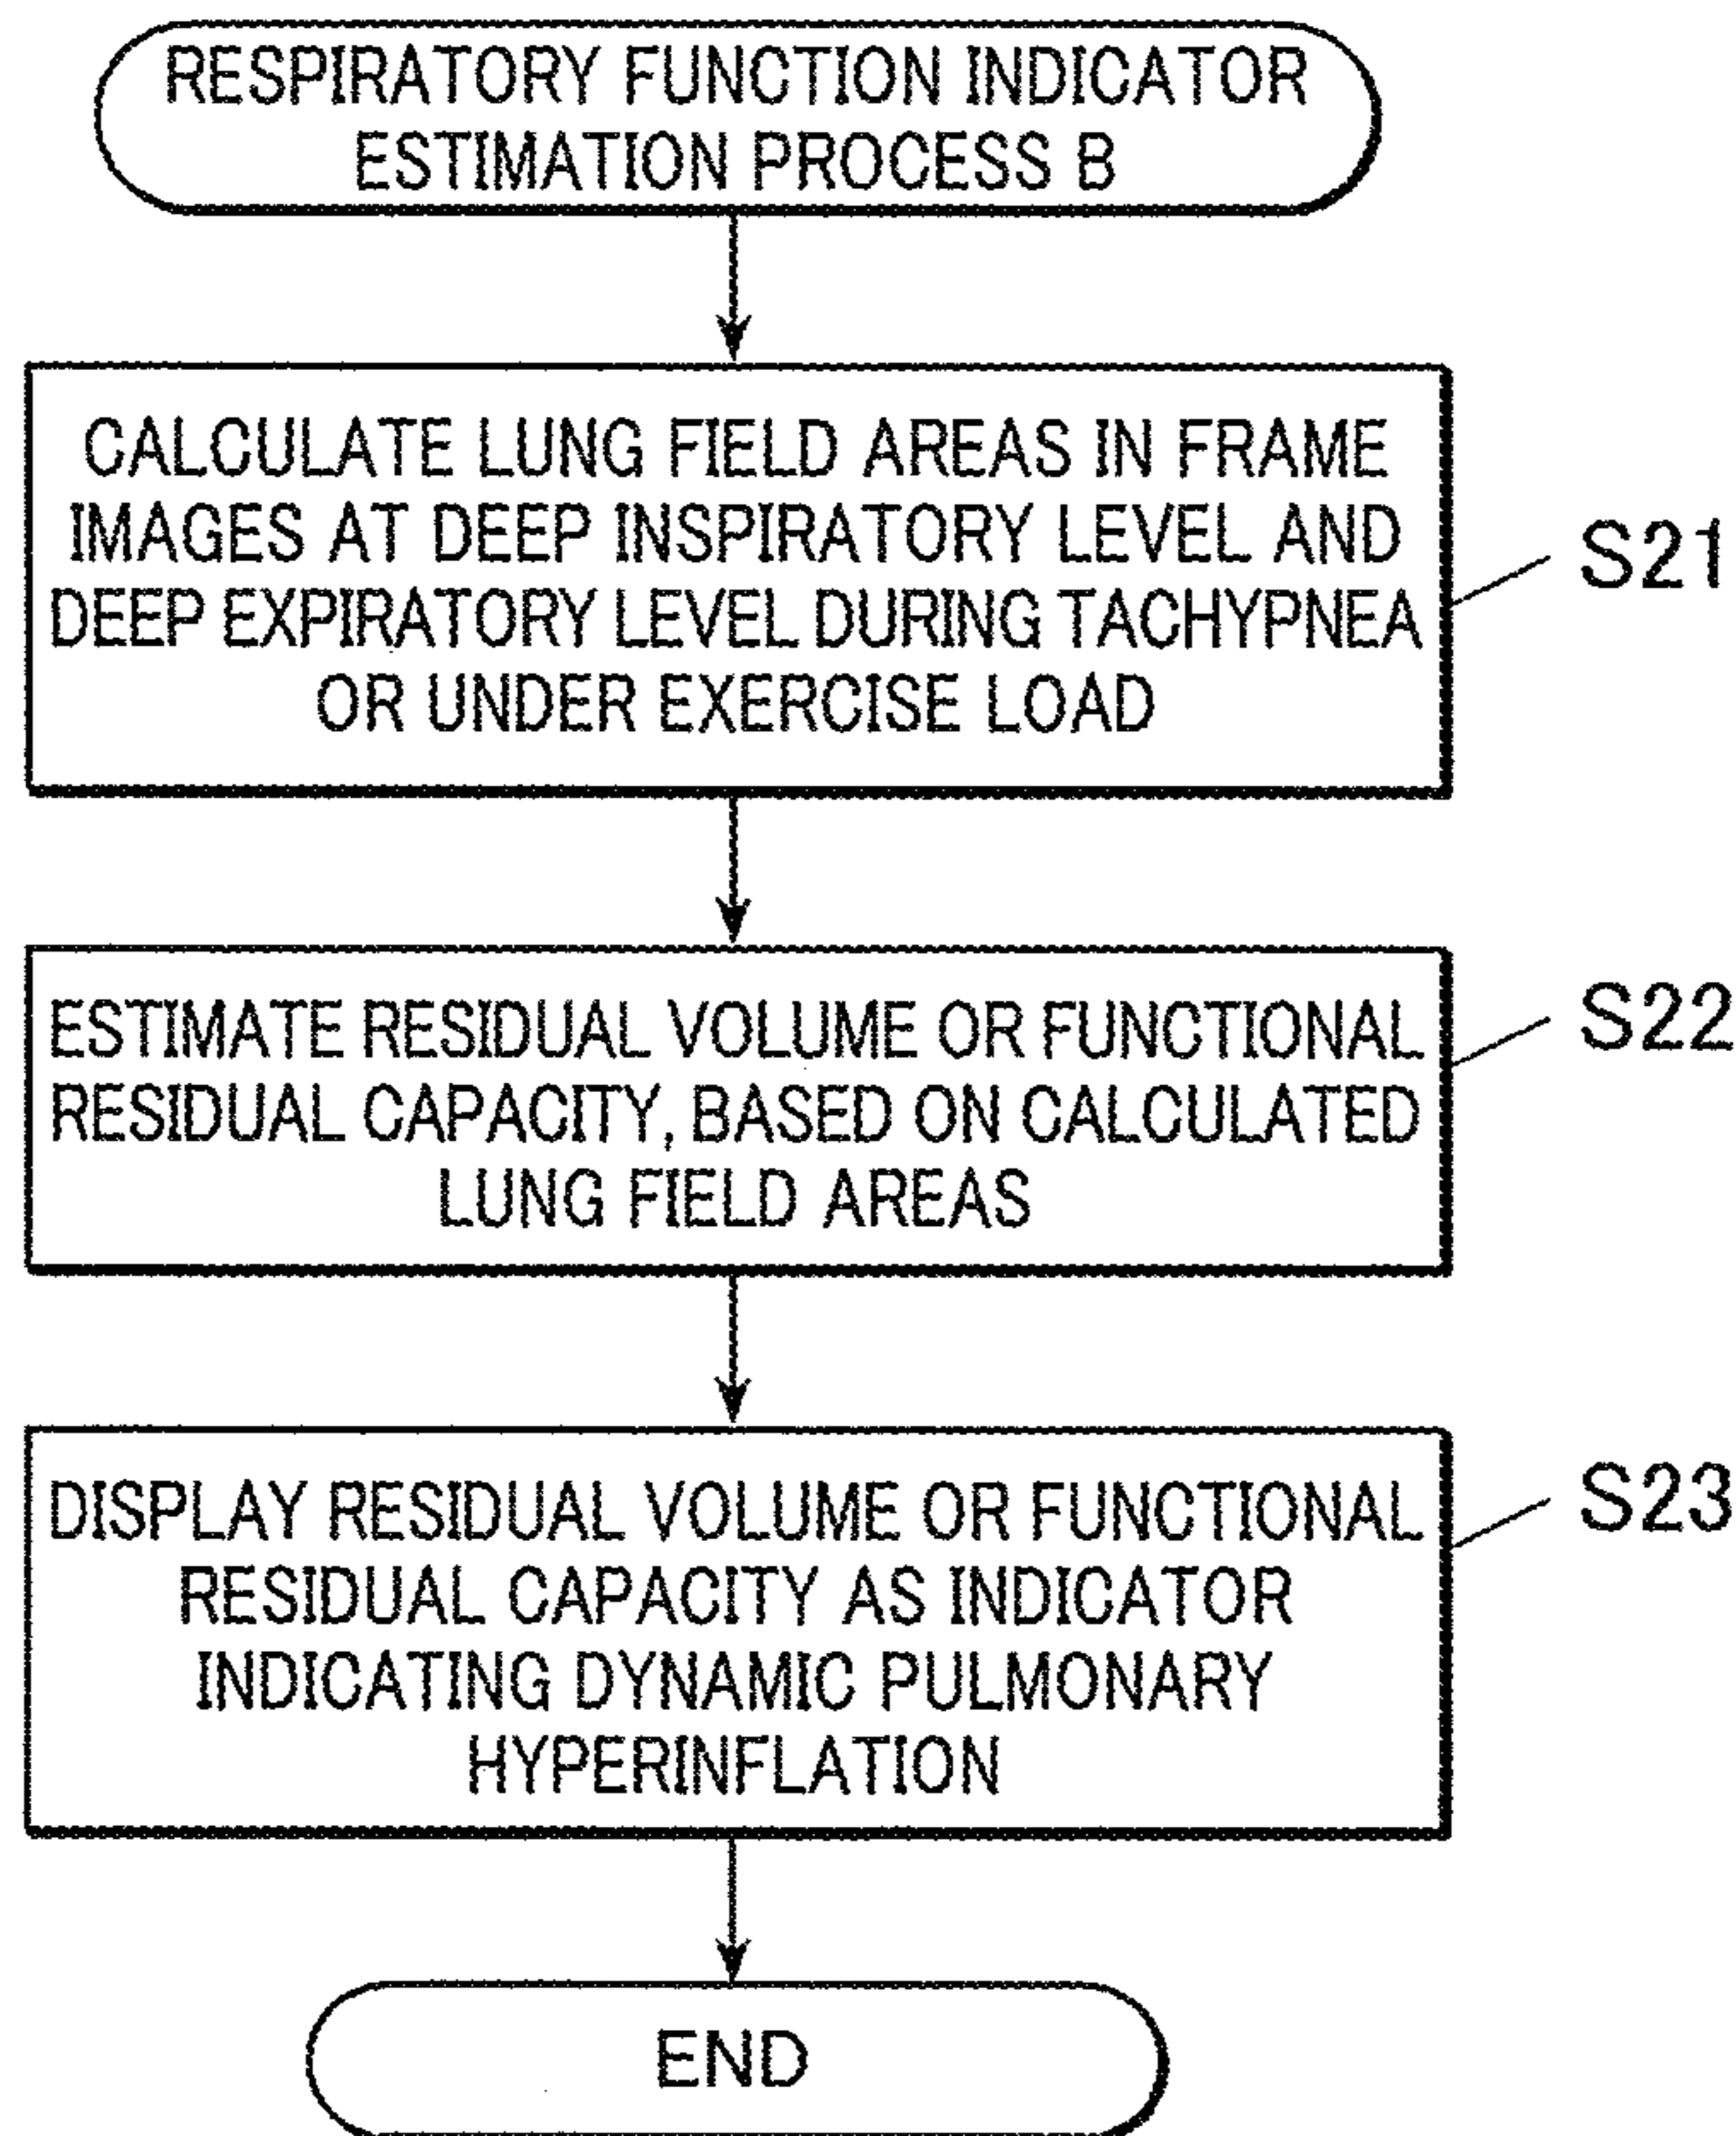 RESPIRATORY FUNCTION INDICATOR
ESTIMATION PROCESS B
CALCULATE LUNG FIELD AREAS IN FRAME
IMAGES AT DEEP INSPIRATORY LEVEL AND
DEEP EXPIRATORY LEVEL DURING TACHYPNEA
OR UNDER EXERCISE LOAD
S21
ESTIMATE RESIDUAL VOLUME OR FUNCTIONAL
RESIDUAL CAPACITY, BASED ON CALCULATED
LUNG FIELD AREAS
S22
DISPLAY RESIDUAL VOLUME OR FUNCTIONAL
RESIDUAL CAPACITY AS INDICATOR
INDICATING DYNAMIC PULMONARY
HYPERINFLATION
S23
END